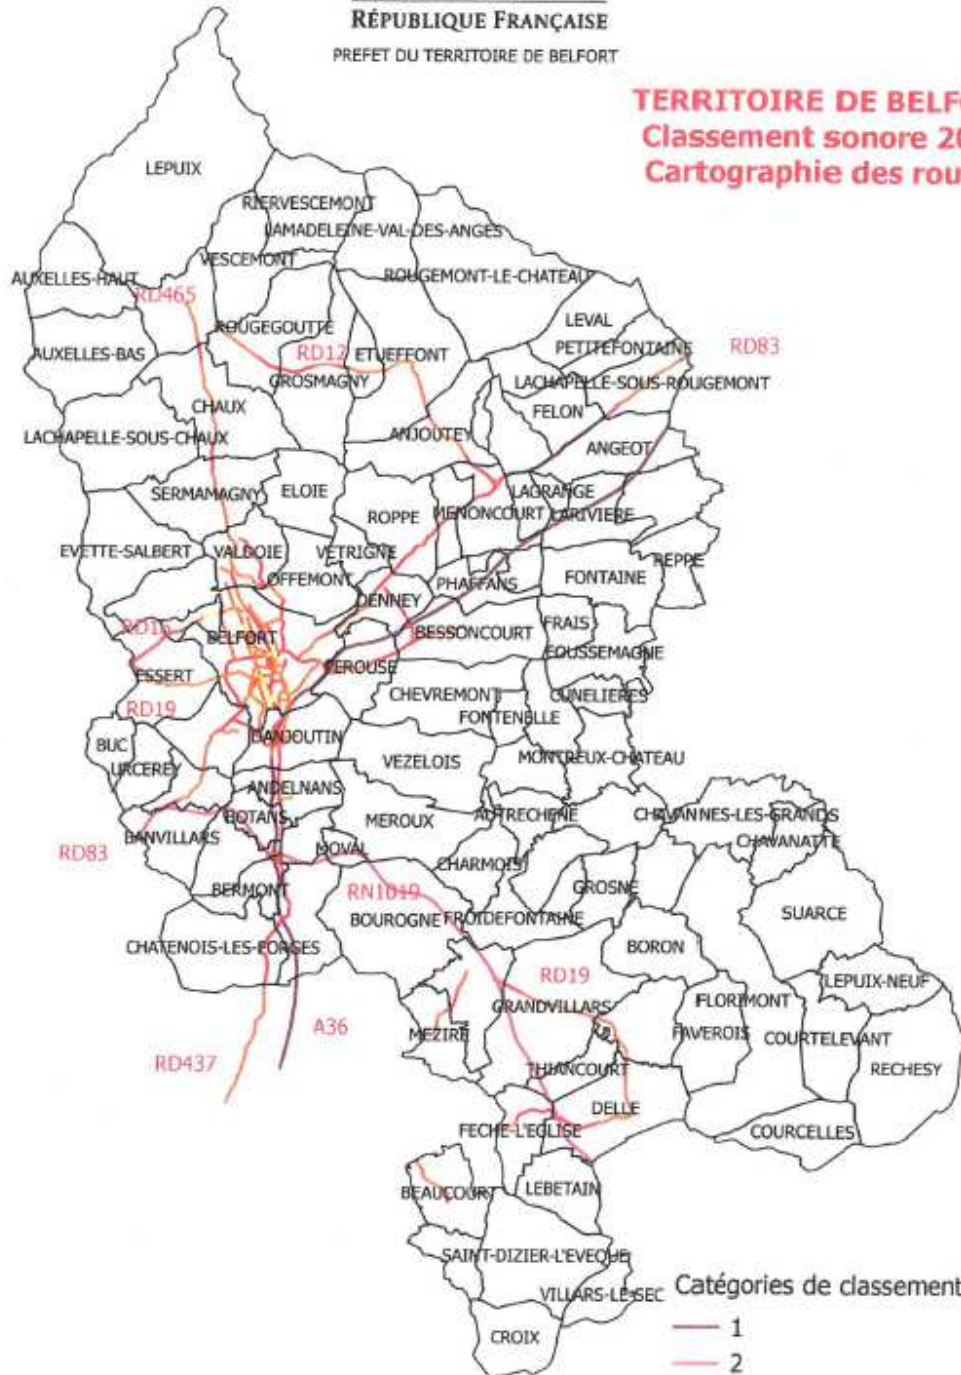 RÉPUBLIQUE FRANÇAISE
PREFET DU TERRITOIRE DE BELFORT
TERRITOIRE DE BELFO
Classement sonore 20
Cartographie des rou
LEPUIX
RIERVESCEMONT
LAMADELEINE-VAL-DES-ANGES
VESCEMONT
AUXELLES-HAUT
ROUGEMONT-LE-CHATEAU
RD465
LEVAL
ROUGEGOUTTE
AUXELLES-BAS
RD12
ETUEFFONT
PETITEFONTAINE
RD83
GROSMAGNY
LACHAPELLE-SOUS-ROUGEMONT
CHAUX
FELON
LACHAPELLE-SOUS-CHAUX
ANJOUTEY
ANGEOT
SERMAMAGNY
ELOIE
LAGRANGE
ROPPE
MENONCOURT
LARIVIERE
EVETTE-SALBERT
VALDOIE
VETRIGNE
REPPE
OFFEMONT
PHAFFANS
FONTAINE
DENNEY
RD16
BELFORT
BESSONCOURT
FRAIS
FOUSSEMAGNE
ESSERT
PEROUSE
CHEVREMONT
CUNELIERES
RD19
FONTENELLE
BUC
DANJOUTIN
URCEREY
VEZELOIS
MONTREUX-CHATEAU
ANDELNANS
BOTANS
MEROUX
AUTRECHENE
CHAVANNES-LES-GRANDS
BANVILLARS
CHAVANATTE
RD83
MOVAL
CHARMOIS
BERMONT
RN1019
GROSNE
BOUROGNE
FROIDEFONTAINE
SUARCE
CHATENOIS-LES-FORGES
BORON
RD19
LEPUIX-NEUF
GRANDVILLARS
FLORIMONT
A36
MEZIRE
FAVEROIS
COURTELEVANT
RD437
THIANCOURT
RECHESY
DELLE
FECHE-L'EGLISE
COURCELLES
BEAUCOURT
LEBETAIN
SAINT-DIZIER-L'EVEQUE
VILLARS-LE-SEC
Catégories de classement
CROIX
1
2